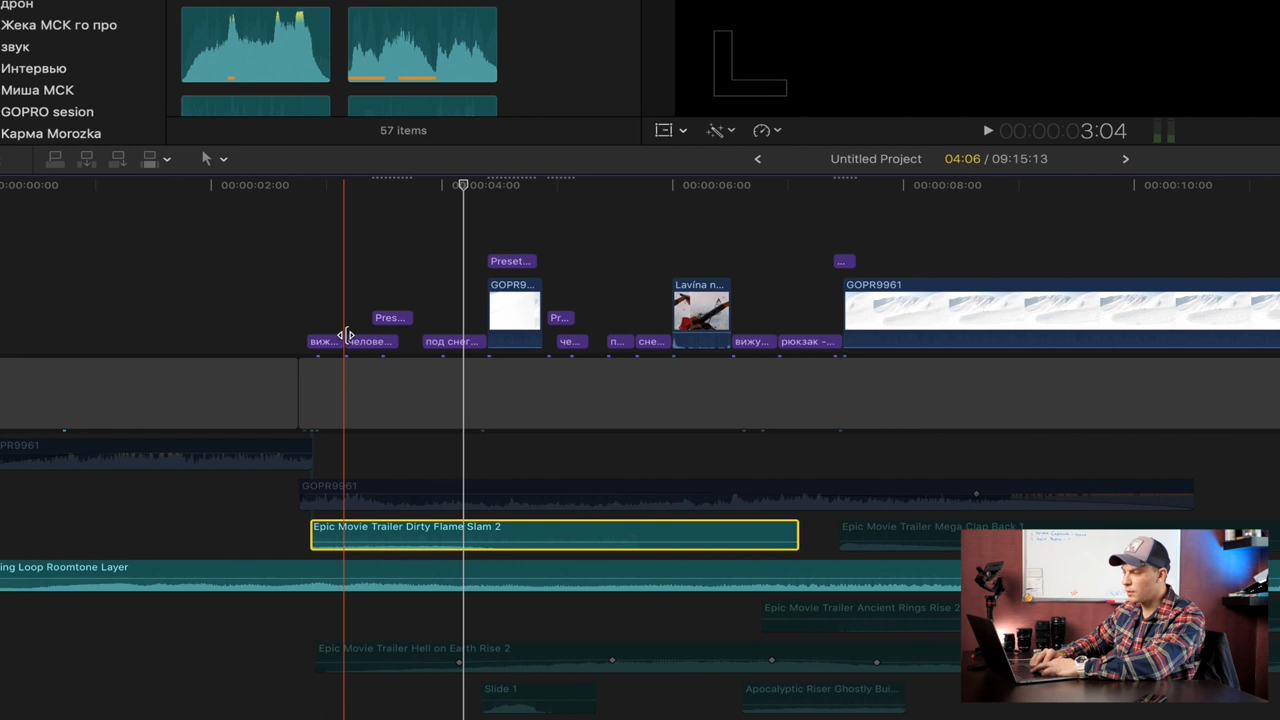 дрон
Жека МСК го про
звук
Интервью
Миша МСК
GOPRO sesion
Карма Morozka
57 items
00:00:03:04
Untitled Project
04:06 / 09:15:13
0:00:00:00
00:00:02:00
00:00:04:00
00:00:06:00
00:00:08:00
00:00:10:00
Preset...
...
GOPR9...
Lavína n...
GOPR9961
Pres...
Pr...
виж...
челове...
под снег...
че...
п...
сне...
вижу...
рюкзак -...
PR9961
GOPR9961
Epic Movie Trailer Dirty Flame Slam 2
Epic Movie Trailer Mega Clap Back 1
ing Loop Roomtone Layer
Epic Movie Trailer Ancient Rings Rise 2
Epic Movie Trailer Hell on Earth Rise 2
Slide 1
Apocalyptic Riser Ghostly Bui...